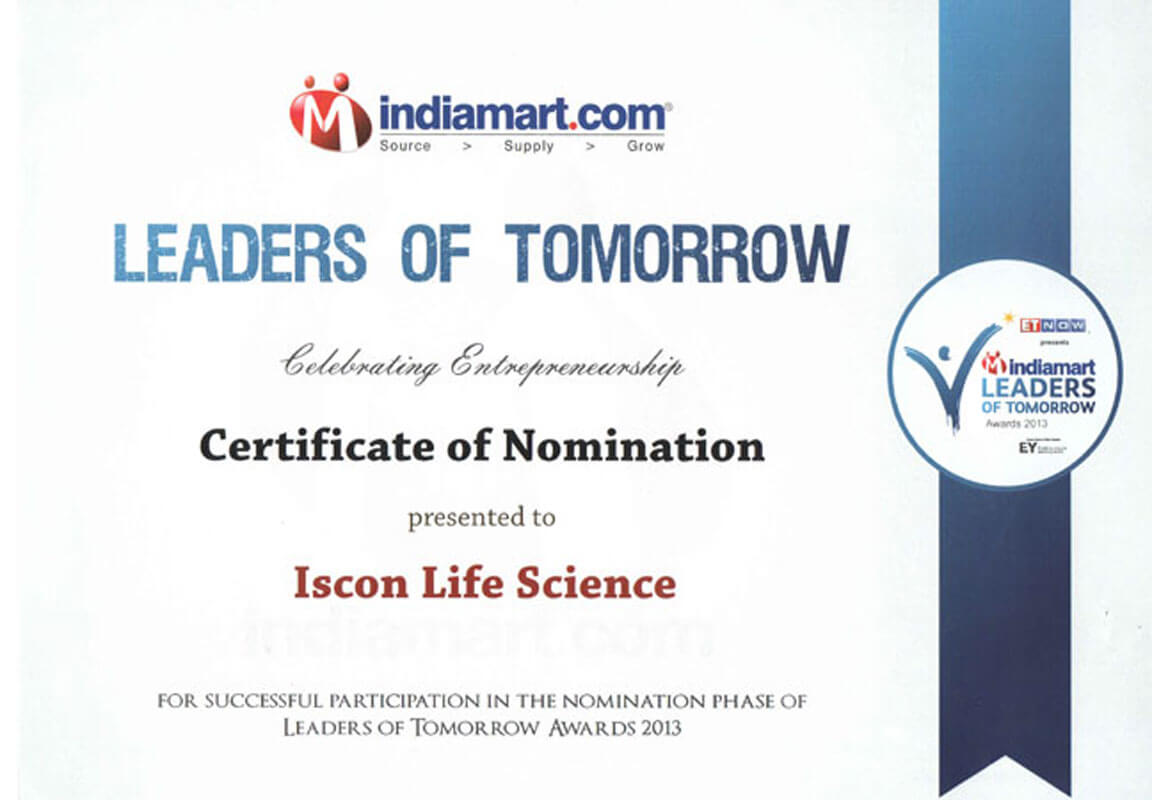 indiamart.com®
Source > Supply > Grow
LEADERS OF TOMORROW
Celebrating Entrepreneurship
Certificate of Nomination
presented to
Iscon Life Science
indiamart.com
FOR SUCCESSFUL PARTICIPATION IN THE NOMINATION PHASE OF
LEADERS OF TOMORROW AWARDS 2013
ET NOW
presents
indiamart
LEADERS
OF TOMORROW
Awards 2013
EY